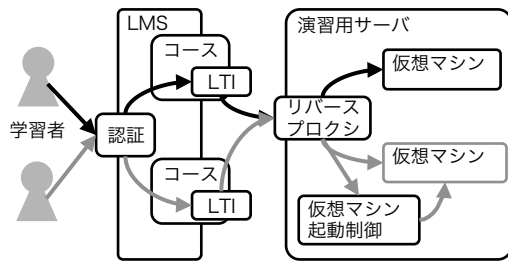 LMS
コース
LTI
学習者
認証
コース
LTI
演習用サーバ
仮想マシン
リバース
プロクシ
仮想マシン
仮想マシン
起動制御